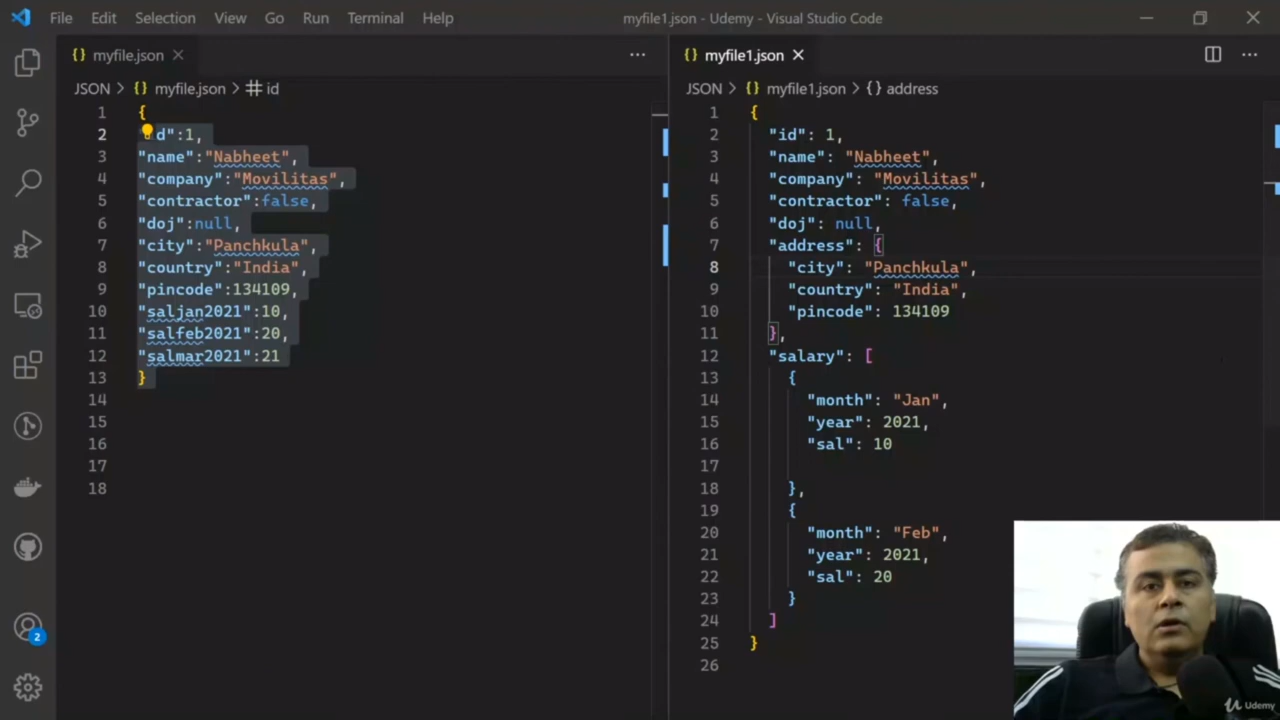 File Edit Selection View Go Run Terminal Help myfile1.json - Udemy - Visual Studio Code
{} myfile.json
JSON > {} myfile.json > # id
1 {
2 d":1,
3 "name":"Nabheet",
4 "company":"Movilitas",
5 "contractor":false,
6 "doj":null,
7 "city":"Panchkula",
8 "country":"India",
9 "pincode":134109,
10 "saljan2021":10,
11 "salfeb2021":20,
12 "salmar2021":21
13 }
14
15
16
17
18
{} myfile1.json
JSON > {} myfile1.json > {} address
1 {
2 "id": 1,
3 "name": "Nabheet",
4 "company": "Movilitas",
5 "contractor": false,
6 "doj": null,
7 "address": {
8 "city": "Panchkula",
9 "country": "India",
10 "pincode": 134109
11 },
12 "salary": [
13 {
14 "month": "Jan",
15 "year": 2021,
16 "sal": 10
17
18 },
19 {
20 "month": "Feb",
21 "year": 2021,
22 "sal": 20
23 }
24 ]
25 }
26
2
Udemy